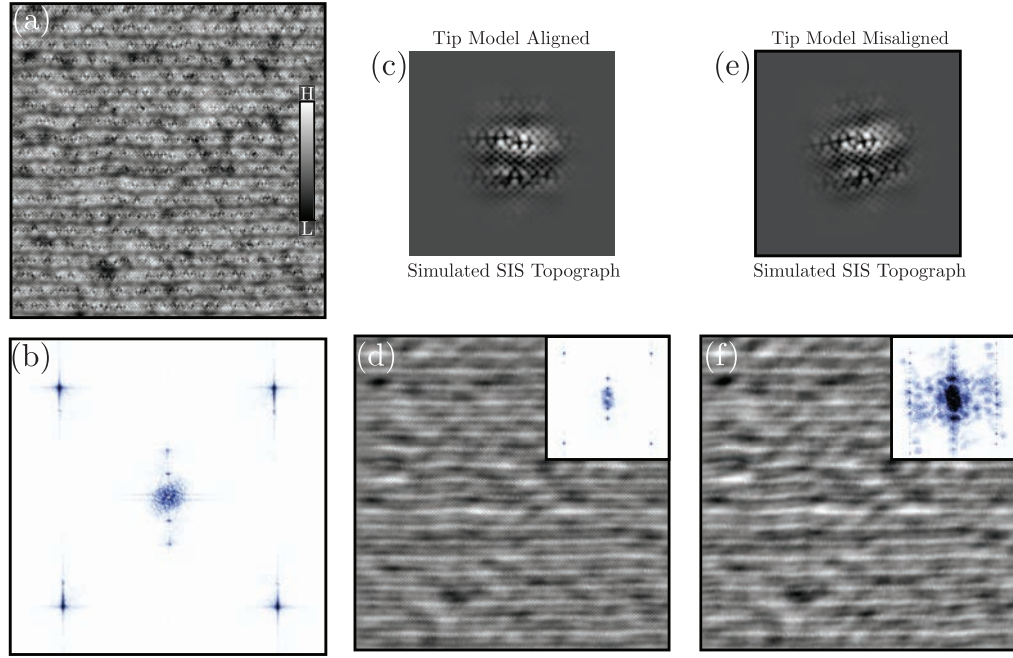 (a)
H
L
Tip Model Aligned
(c)
Simulated SIS Topograph
Tip Model Misaligned
(e)
Simulated SIS Topograph
(b)
(d)
(f)